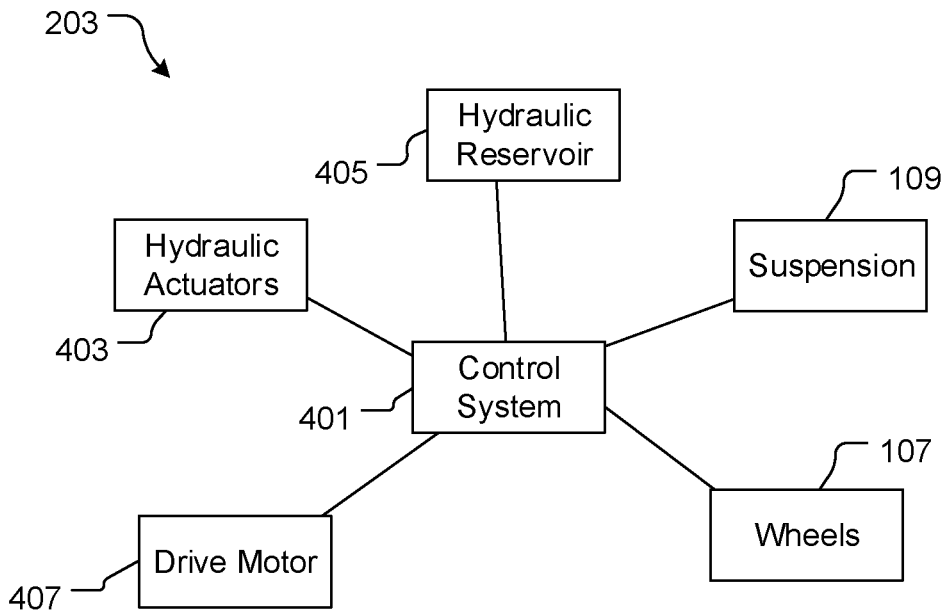 203
Hydraulic
Reservoir
405
109
Hydraulic
Actuators
Suspension
403
Control
System
401
107
Wheels
Drive Motor
407